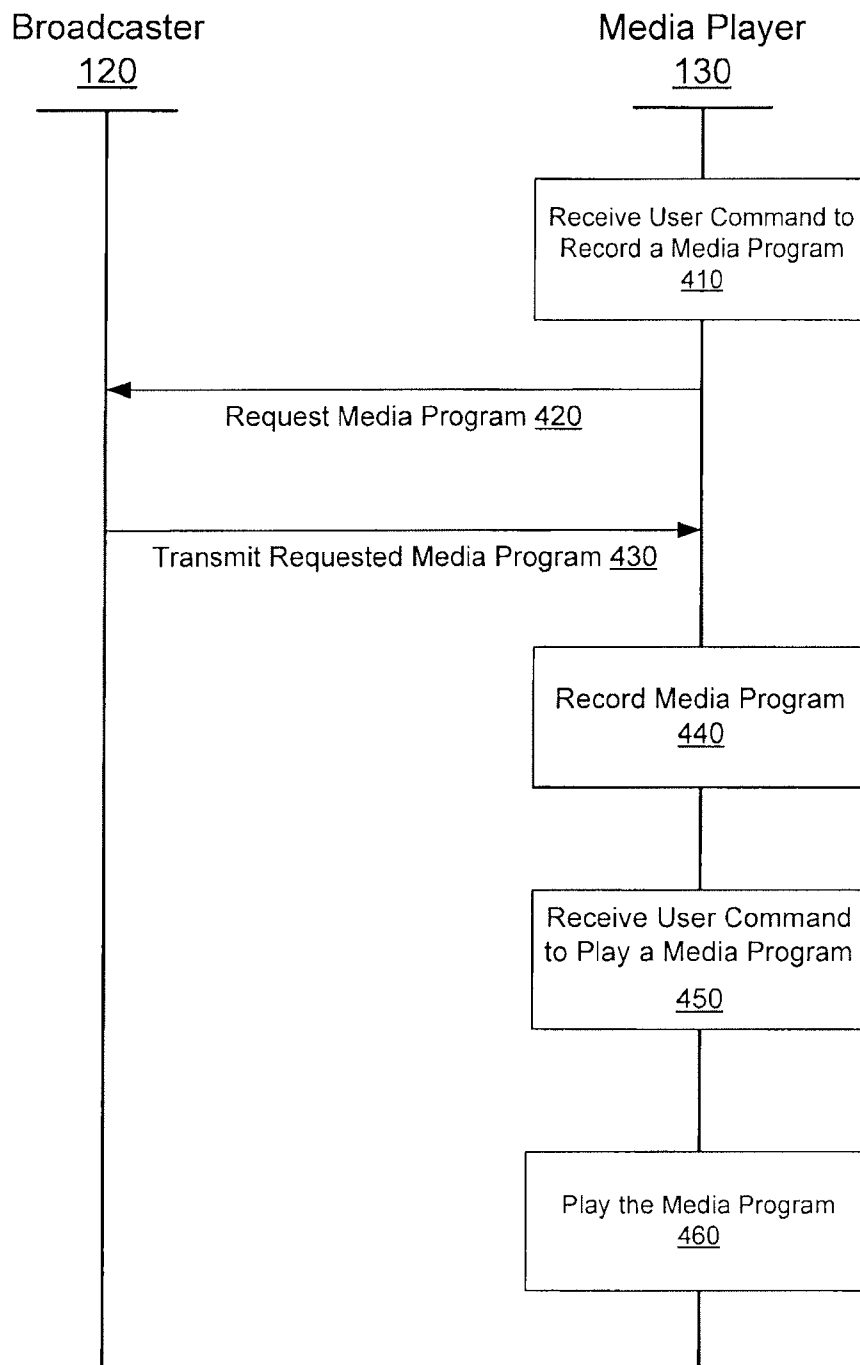 Broadcaster
120
Media Player
130
Receive User Command to
Record a Media Program
410
Request Media Program 420
Transmit Requested Media Program 430
Record Media Program
440
Receive User Command
to Play a Media Program
450
Play the Media Program
460